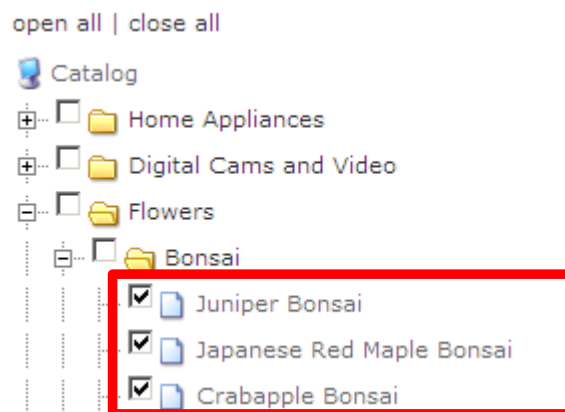 open all | close all
Catalog
Home Appliances
Digital Cams and Video
Flowers
Bonsai
Juniper Bonsai
Japanese Red Maple Bonsai
Crabapple Bonsai